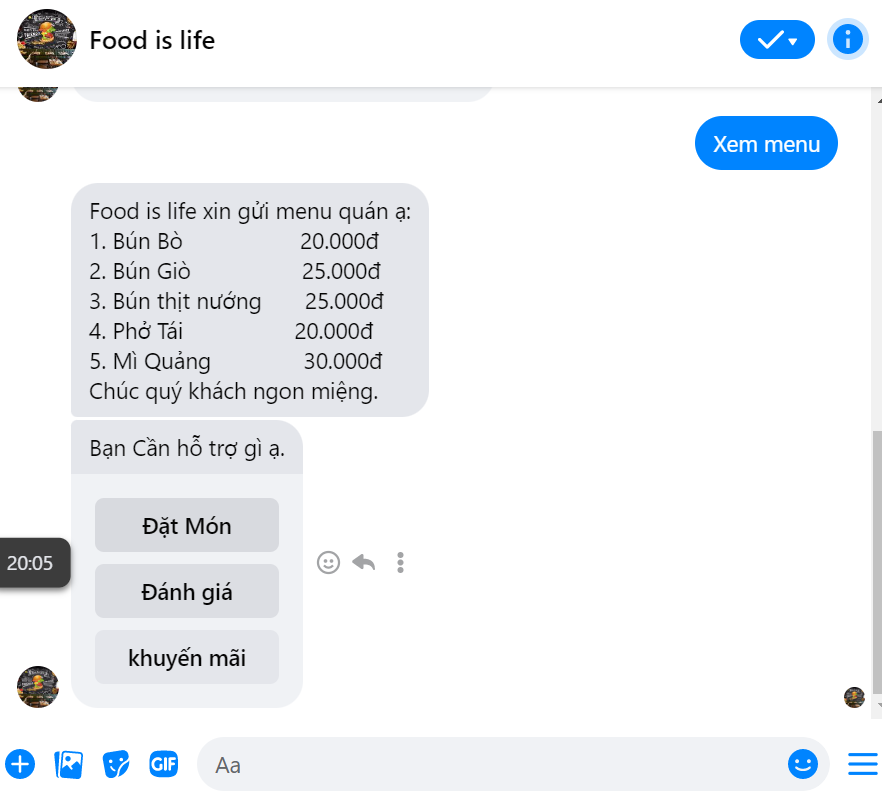 Food is life
Xem menu
Food is life xin gửi menu quán ạ:
1. Bún Bò 20.000đ
2. Bún Giò 25.000đ
3. Bún thịt nướng 25.000đ
4. Phở Tái 20.000đ
5. Mì Quảng 30.000đ
Chúc quý khách ngon miệng.
Bạn Cần hỗ trợ gì ạ.
Đặt Món
20:05
Đánh giá
khuyến mãi
GIF
Aa